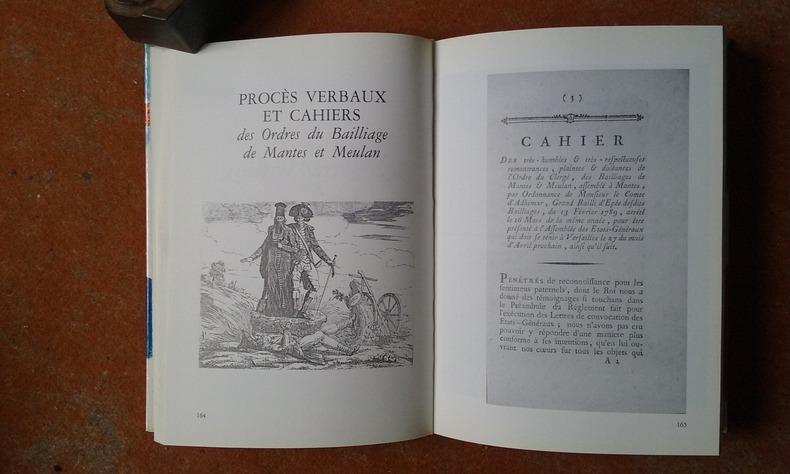 PROCÈS VERBAUX
ET CAHIERS
des Ordres du Bailliage
de Mantes et Meulan
164
( 3 )
CAHIER
DES très-humbles & très-respectueuses
remontrances, plaintes & doléances de
l'Ordre du Clergé, des Bailliages de
Mantes & Meulan, assemblé à Mantes,
par Ordonnance de Monsieur le Comte
d'Adhemar, Grand Bailli d'Epée desdits
Bailliages, du 13 Février 1789, arrêté
le 16 Mars de la même année, pour être
présenté à l'Assemblée des Etats-Généraux
qui doit se tenir à Versailles le 27 du mois
d'Avril prochain, ainsi qu'il suit.
PÉNÉTRÉS de reconnoissance pour les
sentimens paternels, dont le Roi nous a
donné des témoignages si touchans dans
le Préambule du Réglement fait pour
l'exécution des Lettres de convocation des
Etats-Généraux ; nous n'avons pas cru
pouvoir y répondre d'une maniere plus
conforme à ses intentions, qu'en lui ou-
vrant nos cœurs sur tous les objets qui
A 2
165